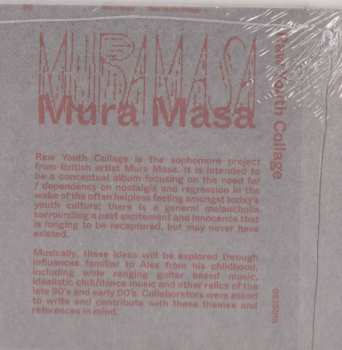 MURA MASA
Mura Masa
Raw Youth Collage
Raw Youth Collage is the sophomore project
from British artist Mura Masa. It is intended to
be a conceptual album focusing on the need for
/ dependency on nostalgia and regression in the
wake of the often helpless feeling amongst today's
youth culture; there is a general melancholia
surrounding a past excitement and innocence that
is longing to be recaptured, but may never have
existed.
Musically, these ideas will be explored through
influences familiar to Alex from his childhood,
including wide ranging guitar based music,
idealistic club/dance music and other relics of the
late 90's and early 00's. Collaborators were asked
to write and contribute with these themes and
references in mind.